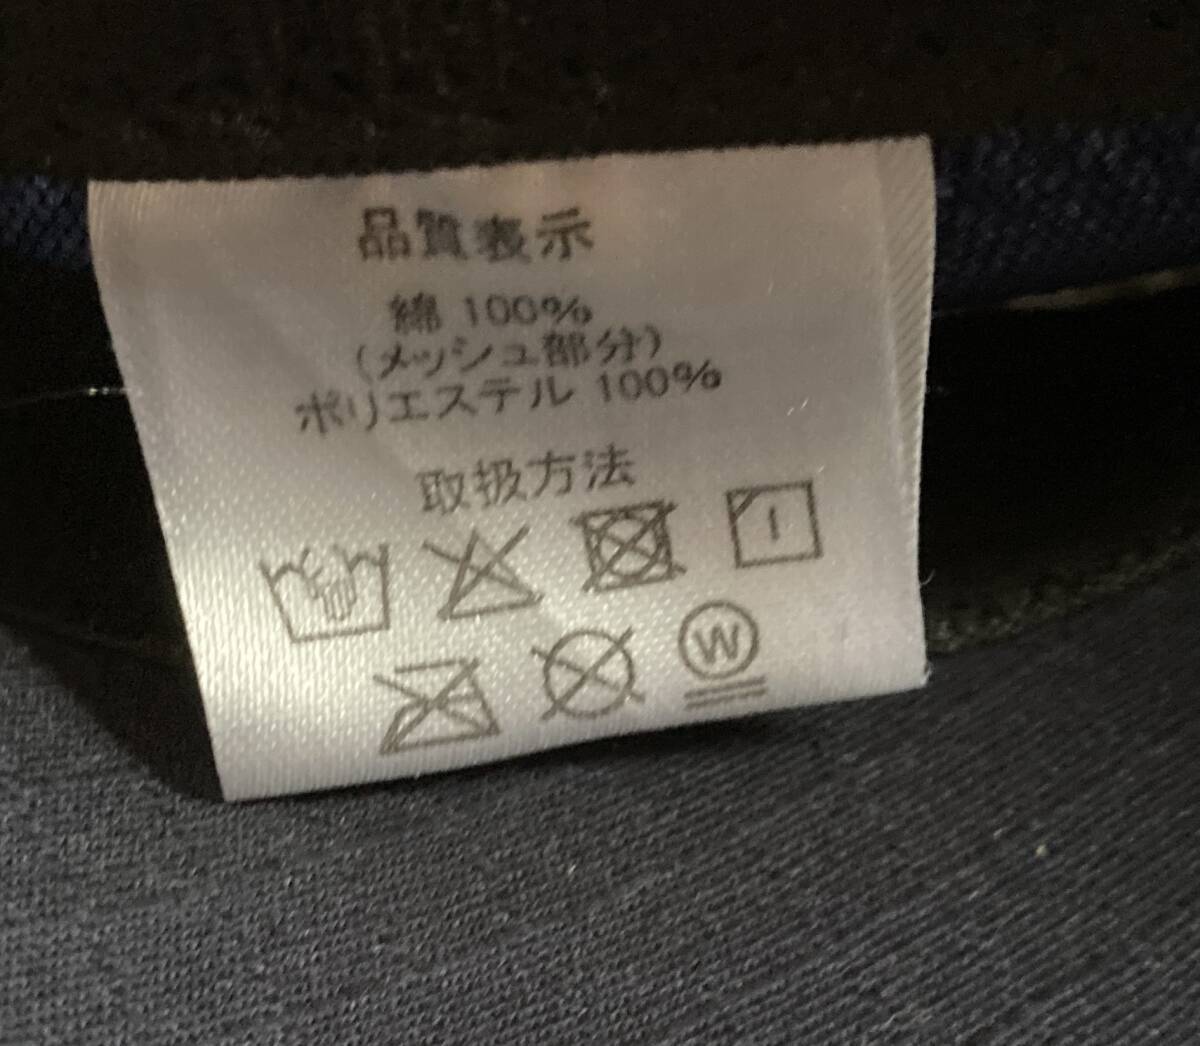 品質表示
綿 100%
(メッシュ部分)
ポリエステル 100%
取扱方法
W